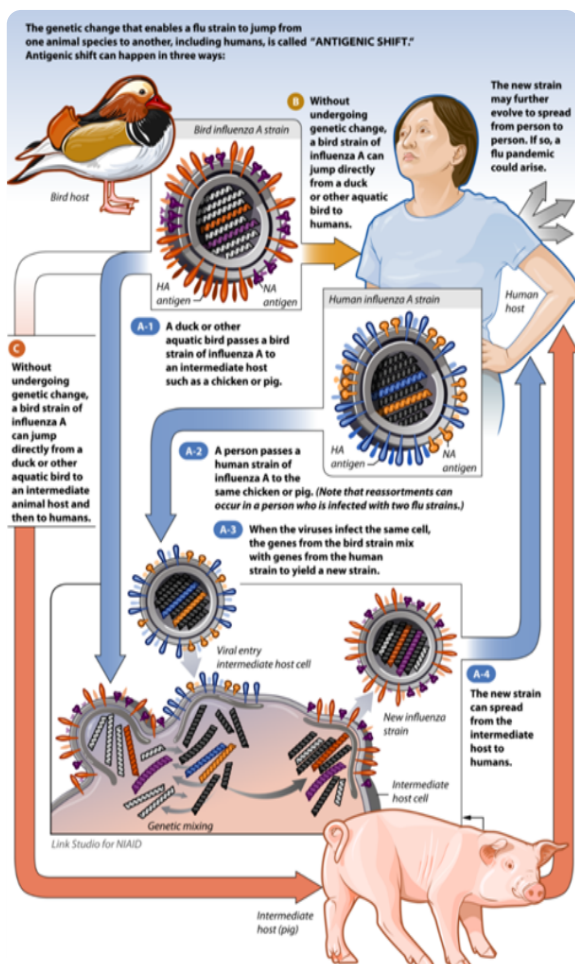 The genetic change that enables a flu strain to jump from
one animal species to another, including humans, is called "ANTIGENIC SHIFT."
Antigenic shift can happen in three ways:
Bird host
Bird influenza A strain
HA
antigen
NA
antigen
B
Without
undergoing
genetic change,
a bird strain of
influenza A can
jump directly
from a duck
or other aquatic
bird to
humans.
The new strain
may further
evolve to spread
from person to
person. If so, a
flu pandemic
could arise.
Human
host
A-1
A duck or other
aquatic bird passes a bird
strain of influenza A to
an intermediate host
such as a chicken or pig.
Human influenza A strain
HA
antigen
NA
antigen
C
Without
undergoing
genetic change,
a bird strain of
influenza A
can jump
directly from a
duck or other
aquatic bird to
an intermediate
animal host and
then to humans.
A-2
A person passes a
human strain of
influenza A to the
same chicken or pig. (Note that reassortments can
occur in a person who is infected with two flu strains.)
A-3
When the viruses infect the same cell,
the genes from the bird strain mix
with genes from the human
strain to yield a new strain.
Viral entry
intermediate host cell
New influenza
strain
A-4
The new strain
can spread
from the
intermediate
host to
humans.
Genetic mixing
Intermediate
host cell
Link Studio for NIAID
Intermediate
host (pig)